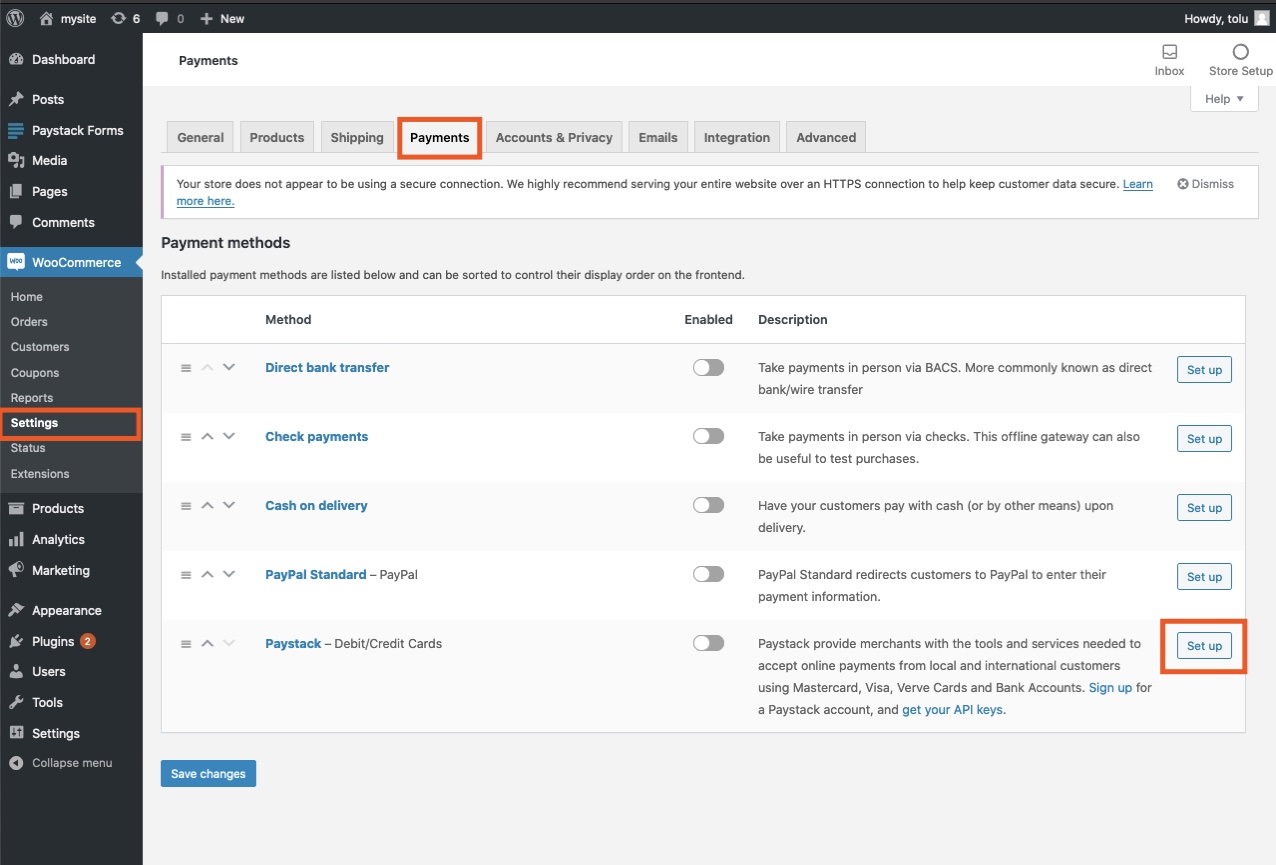 mysite 6 0 New Howdy, tolu
Dashboard
Posts
Paystack Forms
Media
Pages
Comments
WooCommerce
Home
Orders
Customers
Coupons
Reports
Settings
Status
Extensions
Products
Analytics
Marketing
Appearance
Plugins 2
Users
Tools
Settings
Collapse menu
Payments
Inbox
Store Setup
Help
General Products Shipping Payments Accounts & Privacy Emails Integration Advanced
Your store does not appear to be using a secure connection. We highly recommend serving your entire website over an HTTPS connection to help keep customer data secure. Learn
more here.
Dismiss
Payment methods
Installed payment methods are listed below and can be sorted to control their display order on the frontend.
Method Enabled Description
Direct bank transfer
Take payments in person via BACS. More commonly known as direct
bank/wire transfer
Set up
Check payments
Take payments in person via checks. This offline gateway can also
be useful to test purchases.
Set up
Cash on delivery
Have your customers pay with cash (or by other means) upon
delivery.
Set up
PayPal Standard – PayPal
PayPal Standard redirects customers to PayPal to enter their
payment information.
Set up
Paystack – Debit/Credit Cards
Paystack provide merchants with the tools and services needed to
accept online payments from local and international customers
using Mastercard, Visa, Verve Cards and Bank Accounts. Sign up for
a Paystack account, and get your API keys.
Set up
Save changes